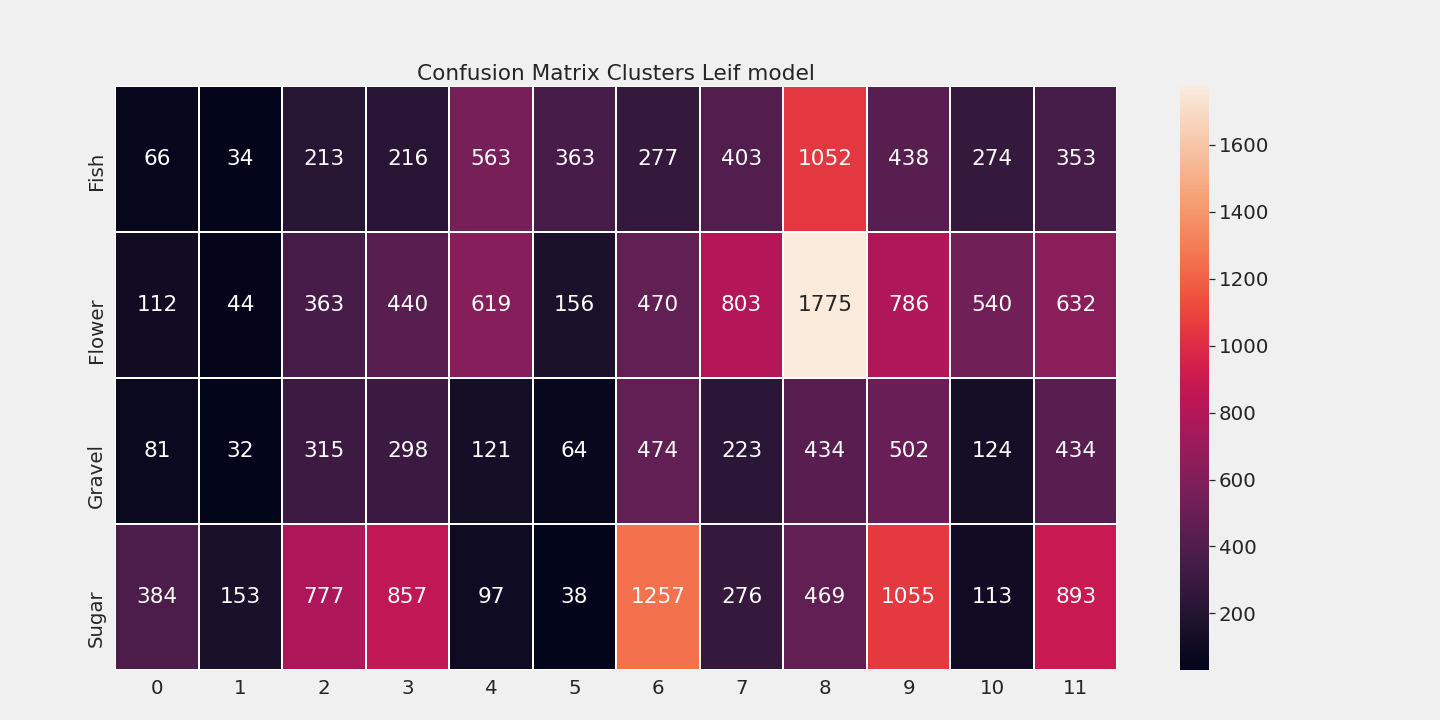 Confusion Matrix Clusters Leif model
Fish 66 34 213 216 563 363 277 403 1052 438 274 353
Flower 112 44 363 440 619 156 470 803 1775 786 540 632
Gravel 81 32 315 298 121 64 474 223 434 502 124 434
Sugar 384 153 777 857 97 38 1257 276 469 1055 113 893
0 1 2 3 4 5 6 7 8 9 10 11
1600
1400
1200
1000
800
600
400
200